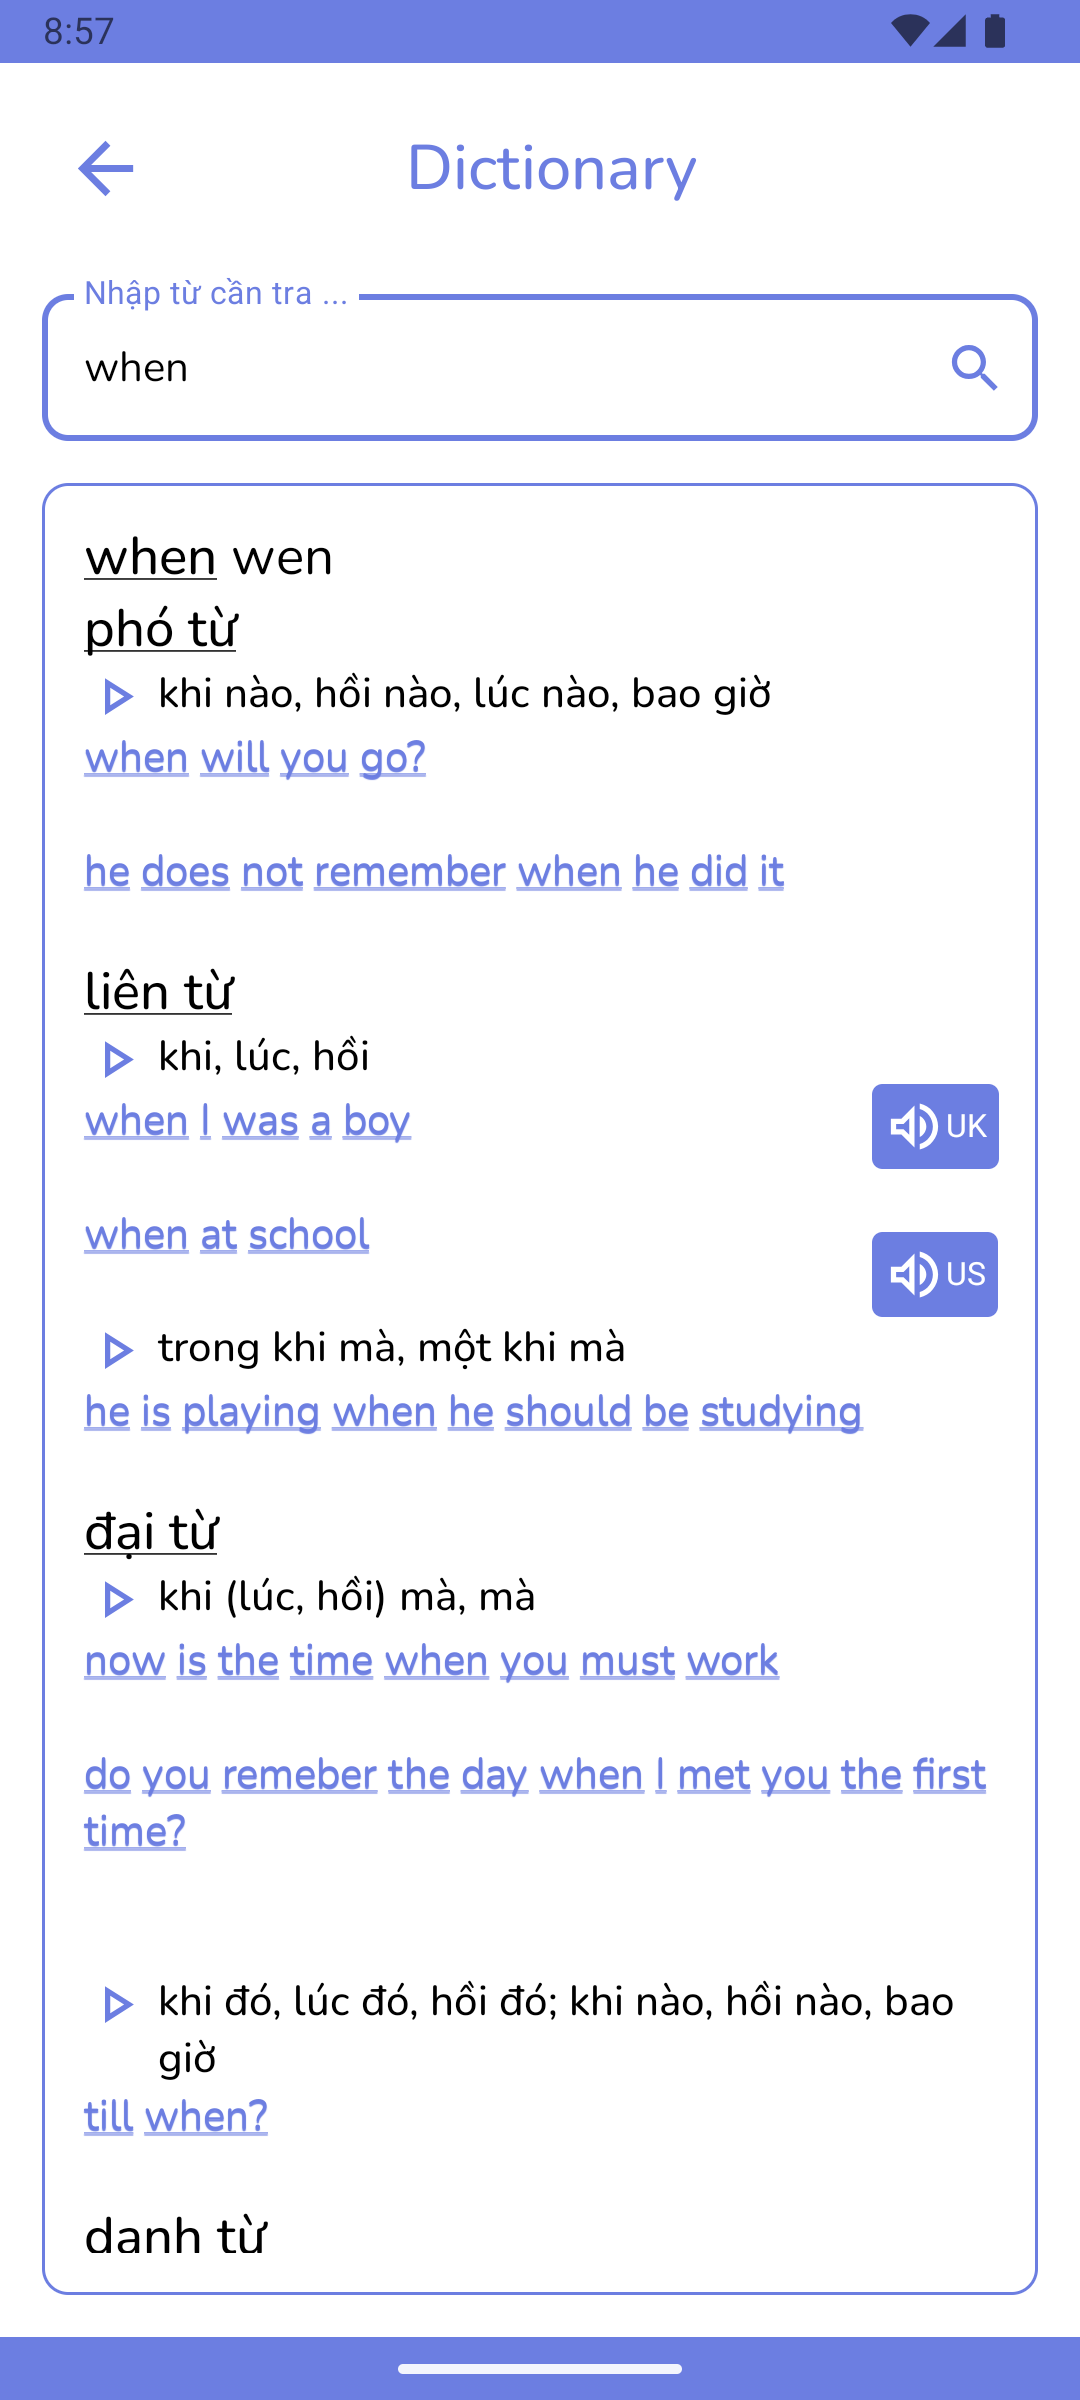 8:57
Dictionary
Nhập từ cần tra ...
when
when wen
phó từ
khi nào, hồi nào, lúc nào, bao giờ
when will you go?
he does not remember when he did it
liên từ
khi, lúc, hồi
when I was a boy
UK
when at school
US
trong khi mà, một khi mà
he is playing when he should be studying
đại từ
khi (lúc, hồi) mà, mà
now is the time when you must work
do you remeber the day when I met you the first
time?
khi đó, lúc đó, hồi đó; khi nào, hồi nào, bao
giờ
till when?
danh từ